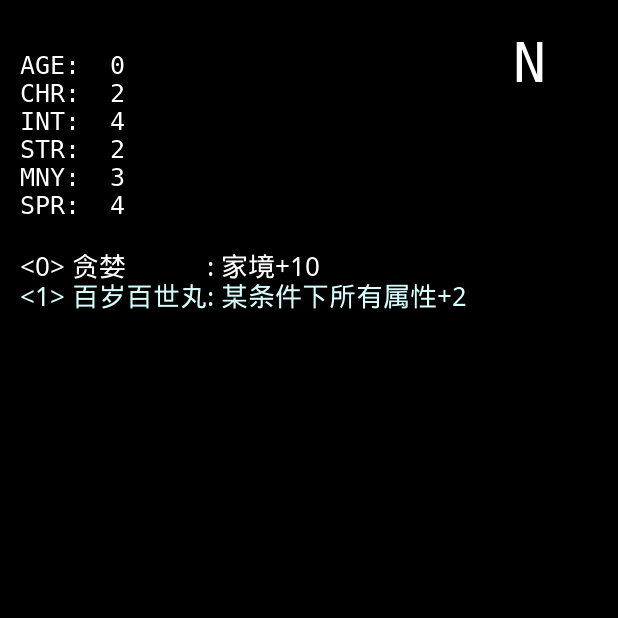 N
AGE: 0
CHR: 2
INT: 4
STR: 2
MNY: 3
SPR: 4
<0> 贪婪 : 家境+10
<1> 百岁百世丸: 某条件下所有属性+2